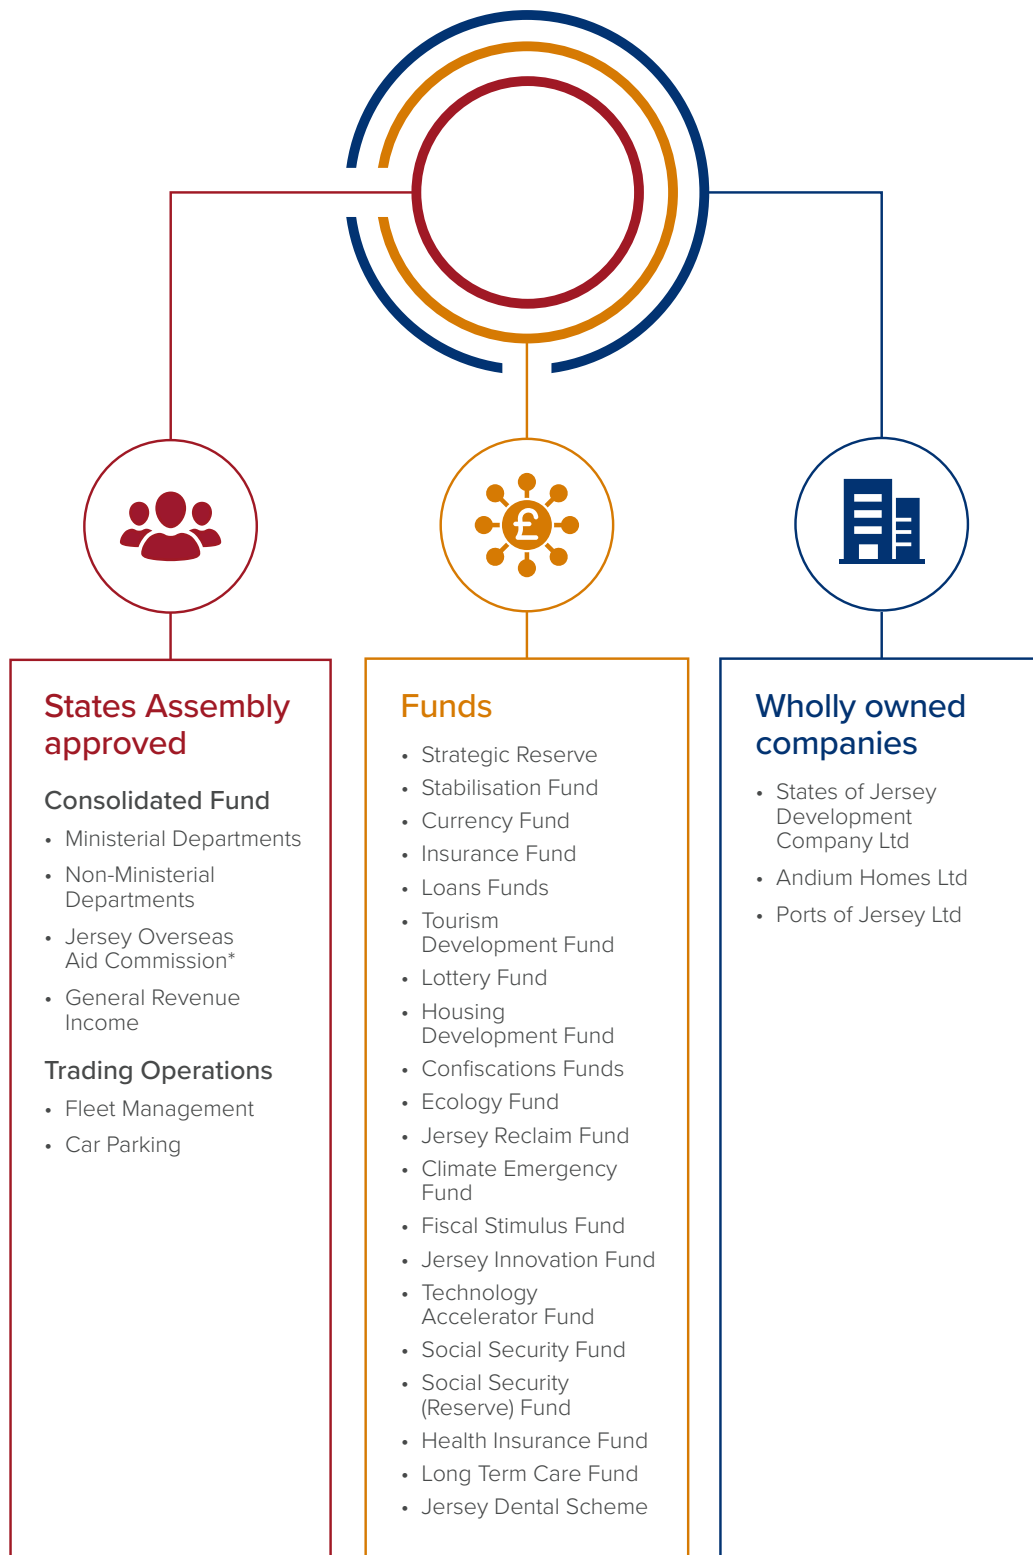 £
States Assembly
approved
Consolidated Fund
• Ministerial Departments
• Non-Ministerial
Departments
• Jersey Overseas
Aid Commission*
• General Revenue
Income
Trading Operations
• Fleet Management
• Car Parking
Funds
• Strategic Reserve
• Stabilisation Fund
• Currency Fund
• Insurance Fund
• Loans Funds
• Tourism
Development Fund
• Lottery Fund
• Housing
Development Fund
• Confiscations Funds
• Ecology Fund
• Jersey Reclaim Fund
• Climate Emergency
Fund
• Fiscal Stimulus Fund
• Jersey Innovation Fund
• Technology
Accelerator Fund
• Social Security Fund
• Social Security
(Reserve) Fund
• Health Insurance Fund
• Long Term Care Fund
• Jersey Dental Scheme
Wholly owned
companies
• States of Jersey
Development
Company Ltd
• Andium Homes Ltd
• Ports of Jersey Ltd